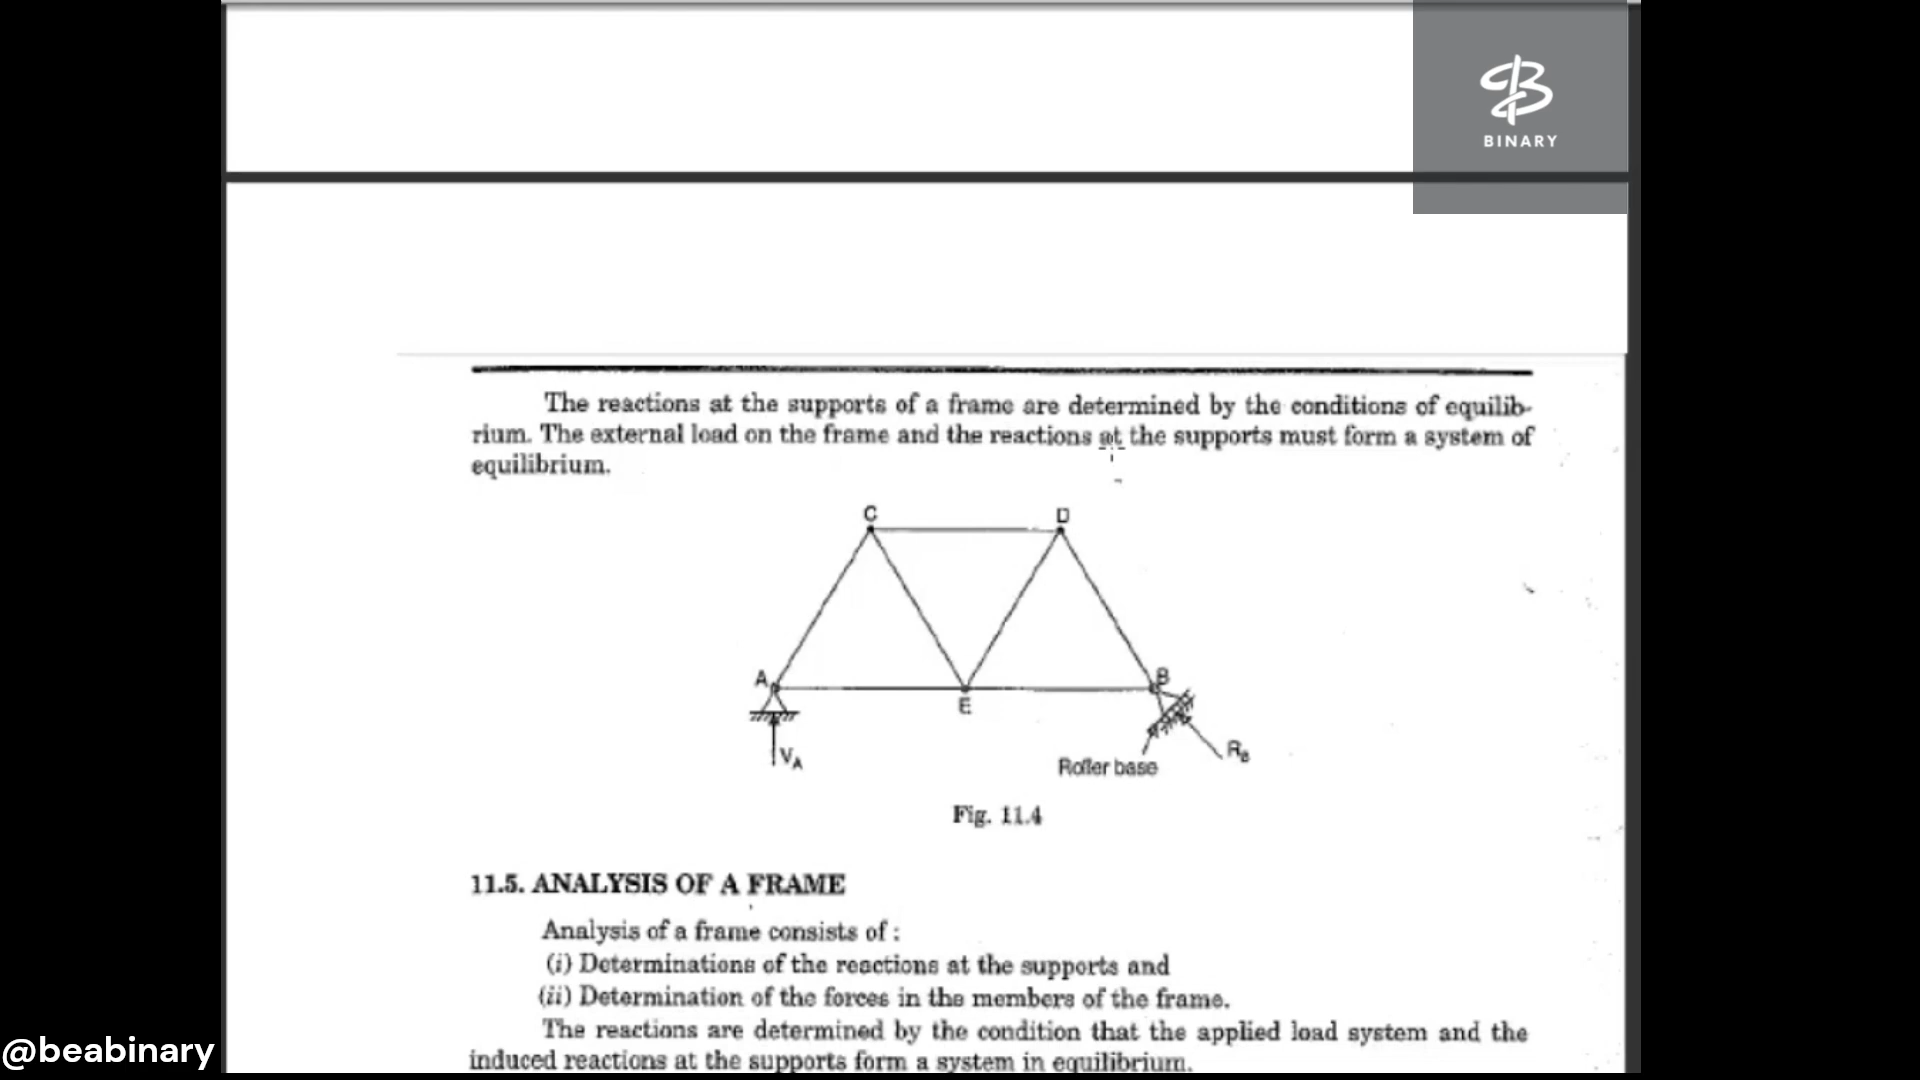 BINARY
The reactions at the supports of a frame are determined by the conditions of equilib-
rium. The external load on the frame and the reactions at the supports must form a system of
equilibrium.
C D
A B
E
V_A
R_B
Roller base
Fig. 11.4
11.5. ANALYSIS OF A FRAME
Analysis of a frame consists of :
(i) Determinations of the reactions at the supports and
(ii) Determination of the forces in the members of the frame.
The reactions are determined by the condition that the applied load system and the
induced reactions at the supports form a system in equilibrium.
@beabinary